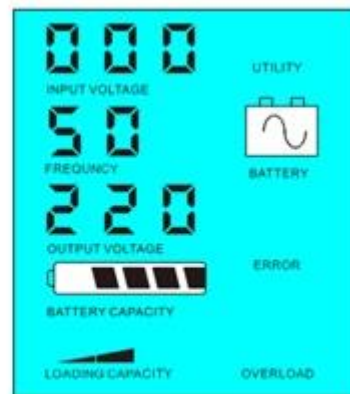 000
INPUT VOLTAGE
UTILITY
50
FREQUNCY
BATTERY
220
OUTPUT VOLTAGE
ERROR
BATTERY CAPACITY
LOADING CAPACITY
OVERLOAD